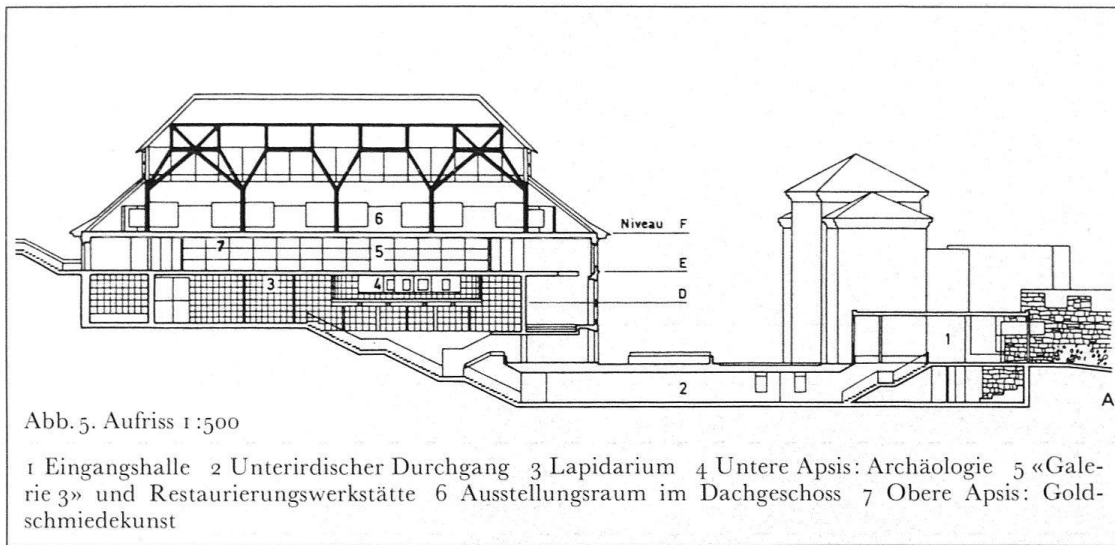 6
Niveau F
7
5
E
3
4
D
1
2
A
Abb. 5. Aufriss 1:500
1 Eingangshalle 2 Unterirdischer Durchgang 3 Lapidarium 4 Untere Apsis: Archäologie 5 «Gale-
rie 3» und Restaurierungswerkstätte 6 Ausstellungsraum im Dachgeschoss 7 Obere Apsis: Gold-
schmiedekunst